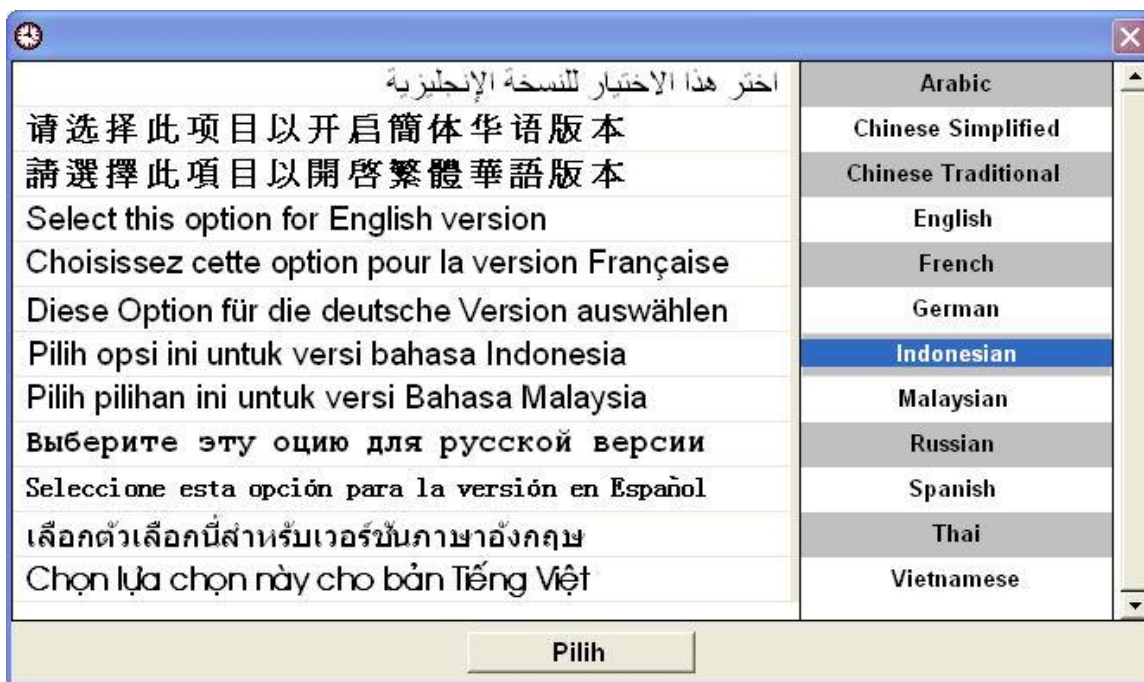 اختر هذا الاختيار للنسخة الإنجليزية Arabic
请选择此项目以开启簡体华语版本 Chinese Simplified
請選擇此項目以開啓繁體華語版本 Chinese Traditional
Select this option for English version English
Choisissez cette option pour la version Française French
Diese Option für die deutsche Version auswählen German
Pilih opsi ini untuk versi bahasa Indonesia Indonesian
Pilih pilihan ini untuk versi Bahasa Malaysia Malaysian
Выберите эту оцию для русской версии Russian
Seleccione esta opción para la versión en Español Spanish
เลือกตัวเลือกนี้สำหรับเวอร์ชันภาษาอังกฤษ Thai
Chọn lựa chọn này cho bản Tiếng Việt Vietnamese
Pilih